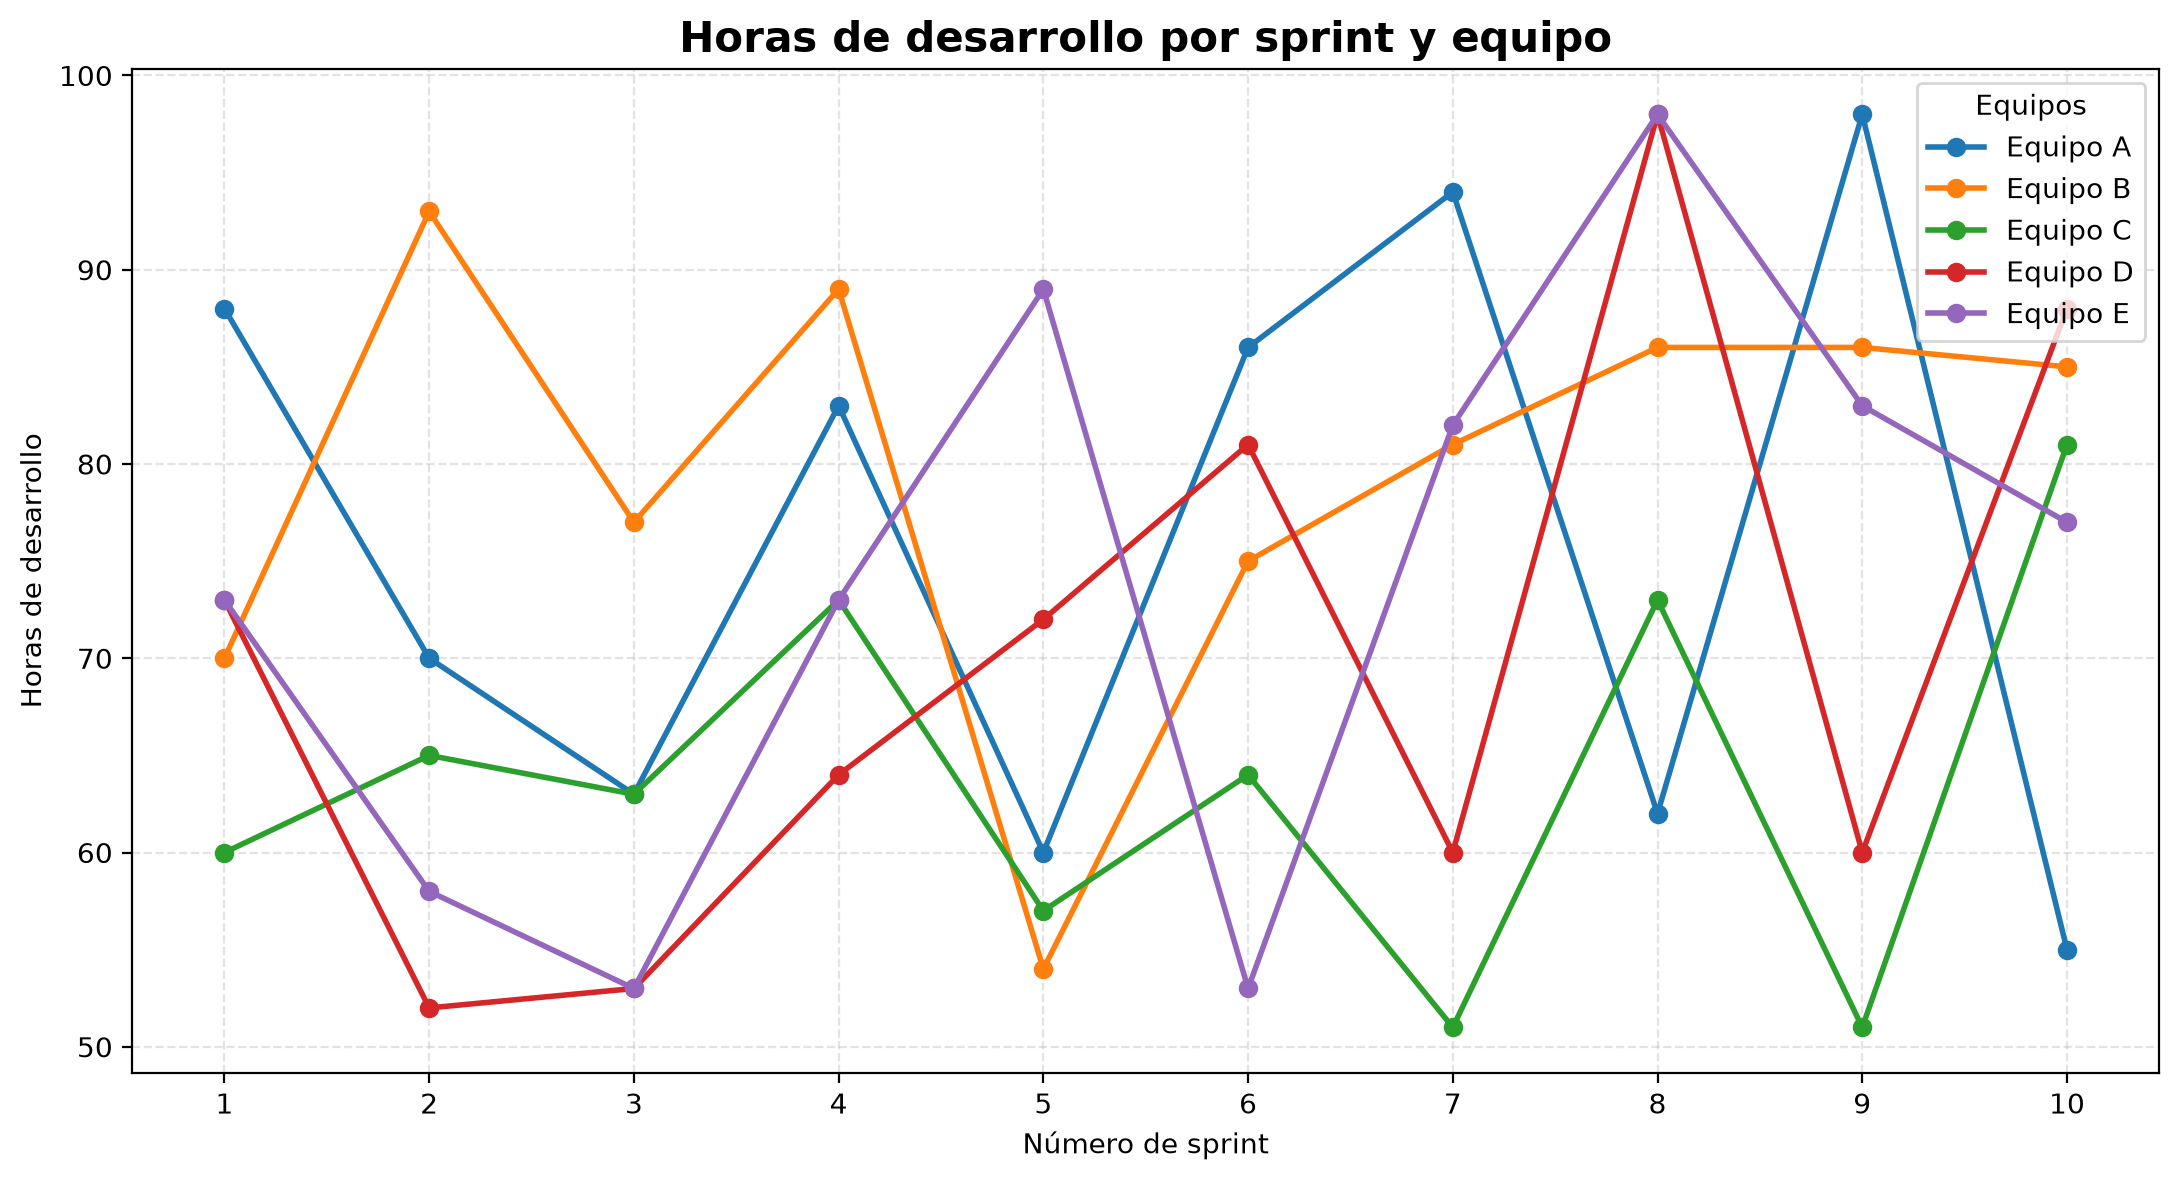 Horas de desarrollo por sprint y equipo
Horas de desarrollo
100
90
80
70
60
50
Equipos
Equipo A
Equipo B
Equipo C
Equipo D
Equipo E
1 2 3 4 5 6 7 8 9 10
Número de sprint